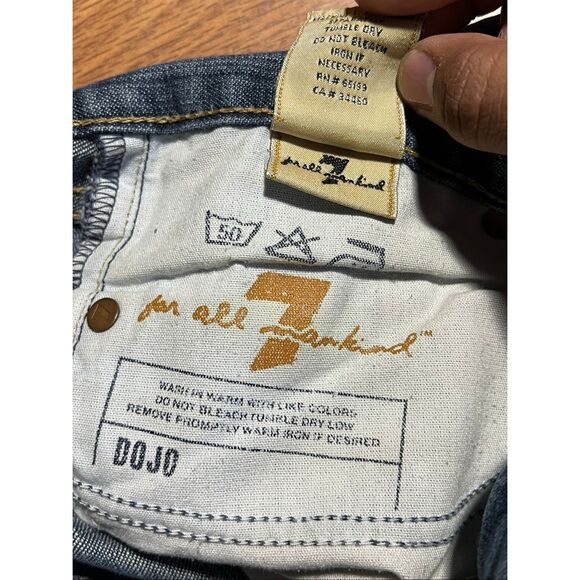 TUMBLE DRY
DO NOT BLEACH
IRON IF
NECESSARY
RN# 65199
CA# 34460
7
for all mankind
50
7
for all mankind™
WASH IN WARM WITH LIKE COLORS
DO NOT BLEACH TUMBLE DRY LOW
REMOVE PROMPTLY WARM IRON IF DESIRED
DOJO